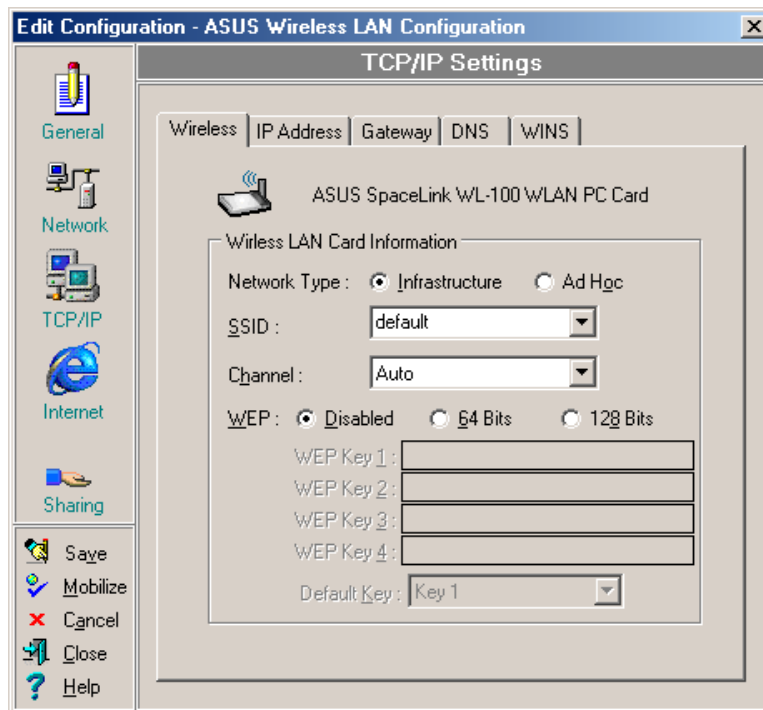 Edit Configuration - ASUS Wireless LAN Configuration
TCP/IP Settings
General
Network
TCP/IP
Internet
Sharing
Save
Mobilize
Cancel
Close
Help
Wireless
IP Address
Gateway
DNS
WINS
ASUS SpaceLink WL-100 WLAN PC Card
Wirless LAN Card Information
Network Type :
Infrastructure
Ad Hoc
SSID :
default
Channel :
Auto
WEP :
Disabled
64 Bits
128 Bits
WEP Key 1 :
WEP Key 2 :
WEP Key 3 :
WEP Key 4 :
Default Key :
Key 1